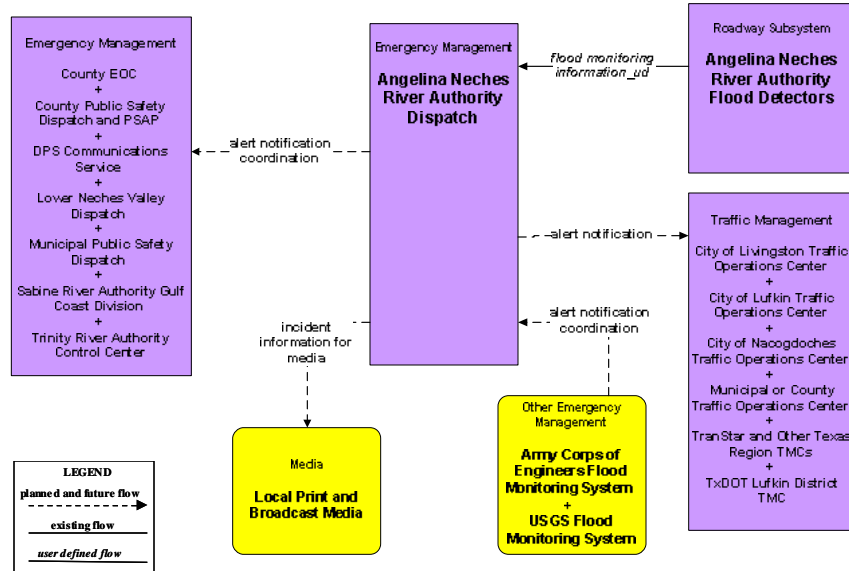 Emergency Management
County EOC
+
County Public Safety
Dispatch and PSAP
+
DPS Communications
Service
+
Lower Neches Valley
Dispatch
+
Municipal Public Safety
Dispatch
+
Sabine River Authority Gulf
Coast Division
+
Trinity River Authority
Control Center
alert notification
coordination
Emergency Management
Angelina Neches
River Authority
Dispatch
flood monitoring
information_ud
Roadway Subsystem
Angelina Neches
River Authority
Flood Detectors
alert notification
Traffic Management
City of Livingston Traffic
Operations Center
+
City of Lufkin Traffic
Operations Center
+
City of Nacogdoches
Traffic Operations Center
+
Municipal or County
Traffic Operations Center
+
TranStar and Other Texas
Region TMCs
+
TxDOT Lufkin District
TMC
alert notification
coordination
incident
information for
media
Media
Local Print and
Broadcast Media
Other Emergency
Management
Army Corps of
Engineers Flood
Monitoring System
+
USGS Flood
Monitoring System
LEGEND
planned and future flow
existing flow
user defined flow